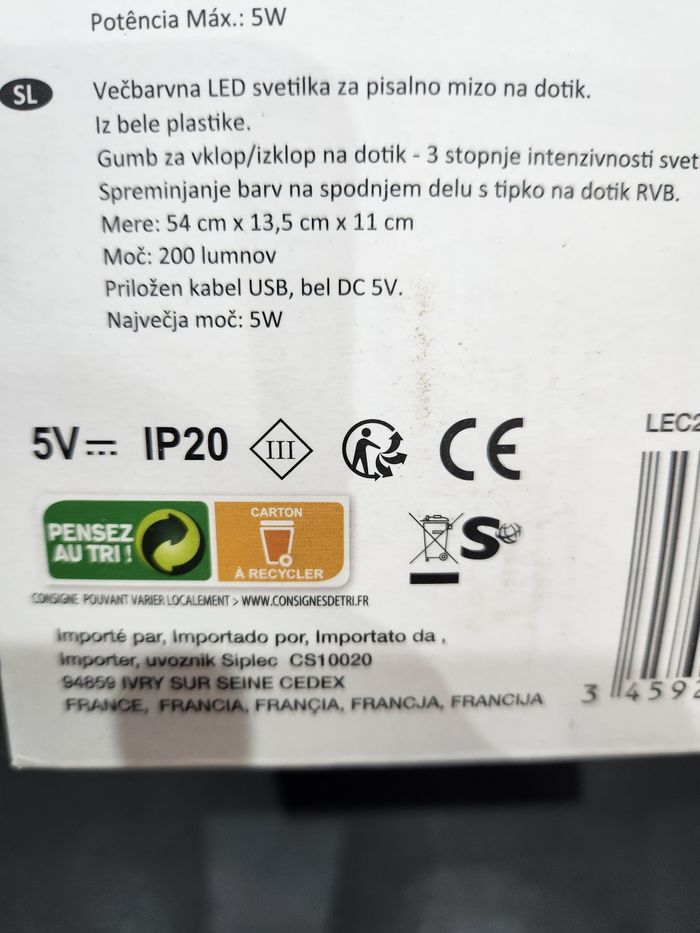 Potência Máx.: 5W
SL
Večbarvna LED svetilka za pisalno mizo na dotik.
Iz bele plastike.
Gumb za vklop/izklop na dotik - 3 stopnje intenzivnosti svet
Spreminjanje barv na spodnjem delu s tipko na dotik RVB.
Mere: 54 cm x 13,5 cm x 11 cm
Moč: 200 lumnov
Priložen kabel USB, bel DC 5V.
Največja moč: 5W
5V IP20 III CE
LEC2
PENSEZ
AU TRI !
CARTON
À RECYCLER
S
CONSIGNE POUVANT VARIER LOCALEMENT > WWW.CONSIGNESDETRI.FR
Importé par, Importado por, Importato da ,
Importer, uvoznik Siplec CS10020
94859 IVRY SUR SEINE CEDEX
FRANCE, FRANCIA, FRANÇIA, FRANCJA, FRANCIJA
3 4592